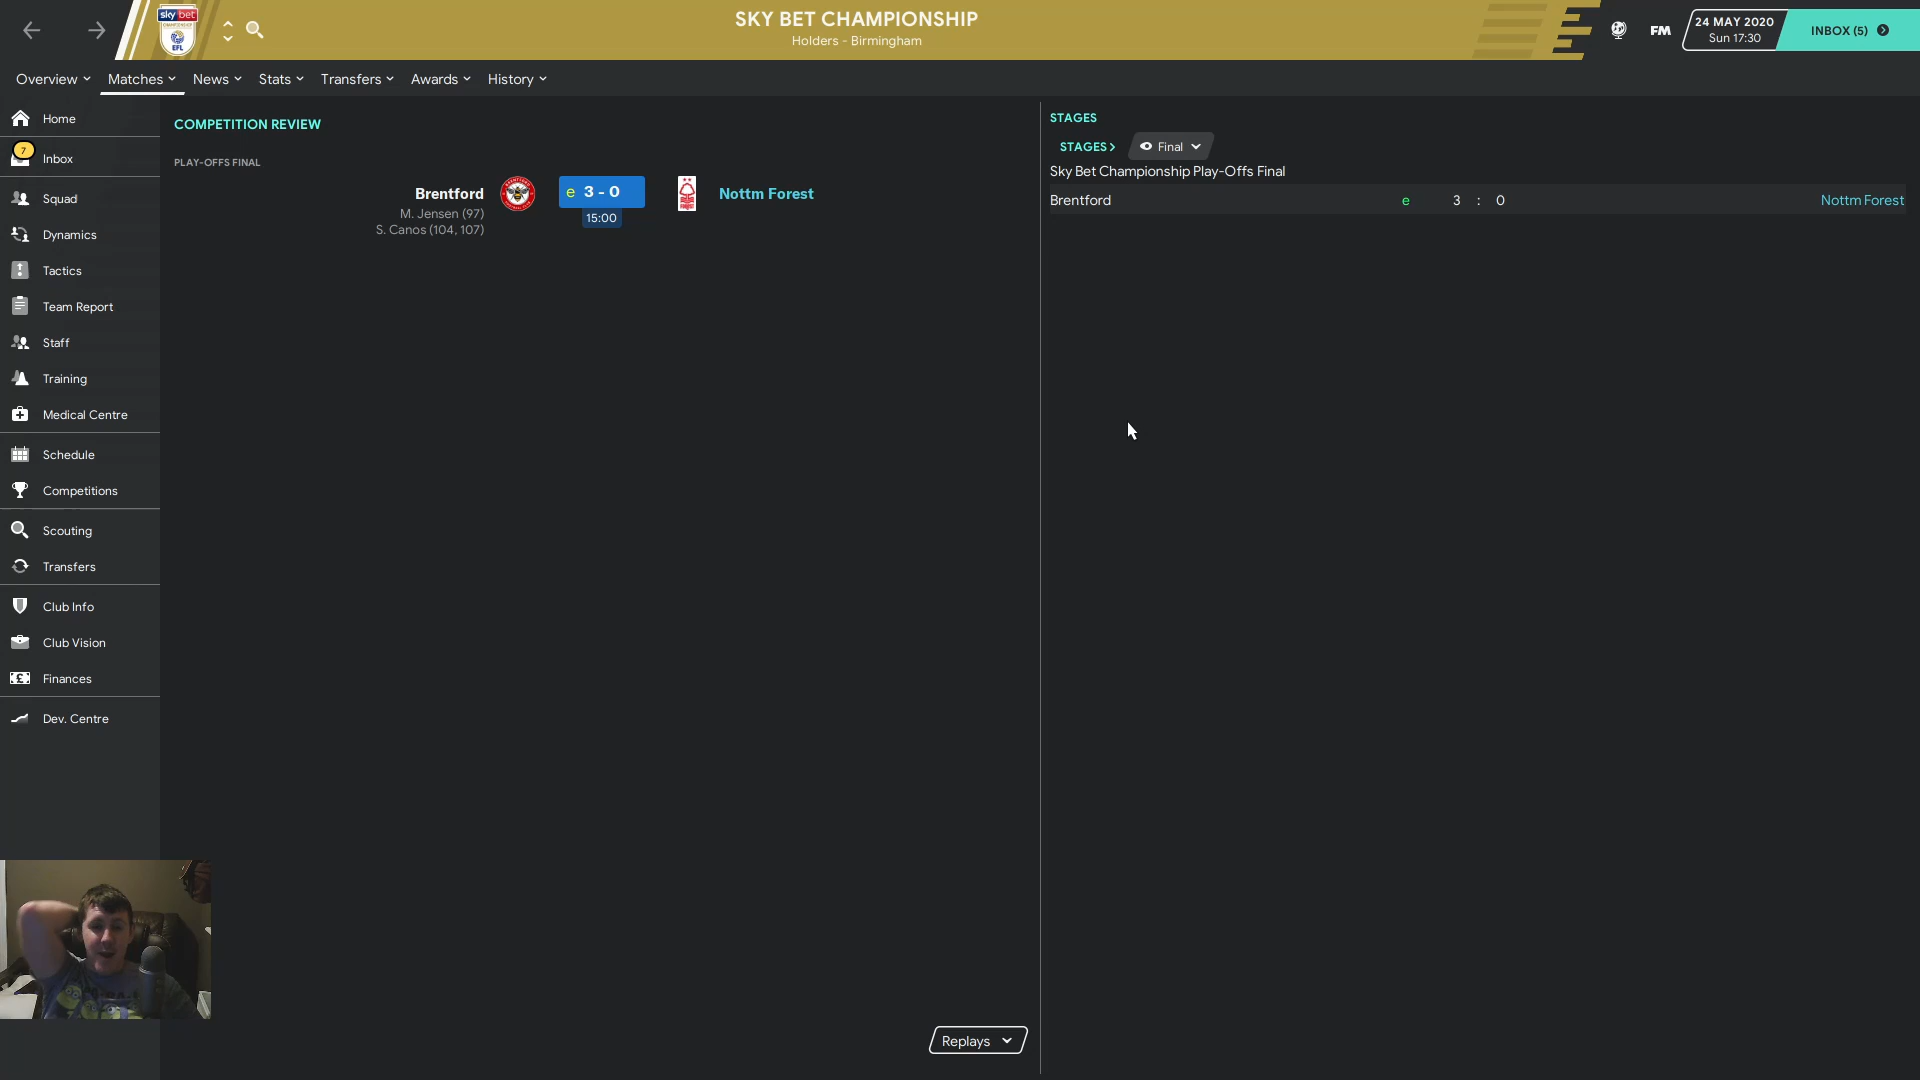 sky bet
CHAMPIONSHIP
EFL
SKY BET CHAMPIONSHIP
Holders - Birmingham
FM
24 MAY 2020
Sun 17:30
INBOX (5)
Overview
Matches
News
Stats
Transfers
Awards
History
Home
7
Inbox
Squad
Dynamics
Tactics
Team Report
Staff
Training
Medical Centre
Schedule
Competitions
Scouting
Transfers
Club Info
Club Vision
Finances
Dev. Centre
COMPETITION REVIEW
PLAY-OFFS FINAL
Brentford e 3 - 0 Nottm Forest
M. Jensen (97) 15:00
S. Canos (104, 107)
Replays
STAGES
STAGES > Final
Sky Bet Championship Play-Offs Final
Brentford e 3 : 0 Nottm Forest